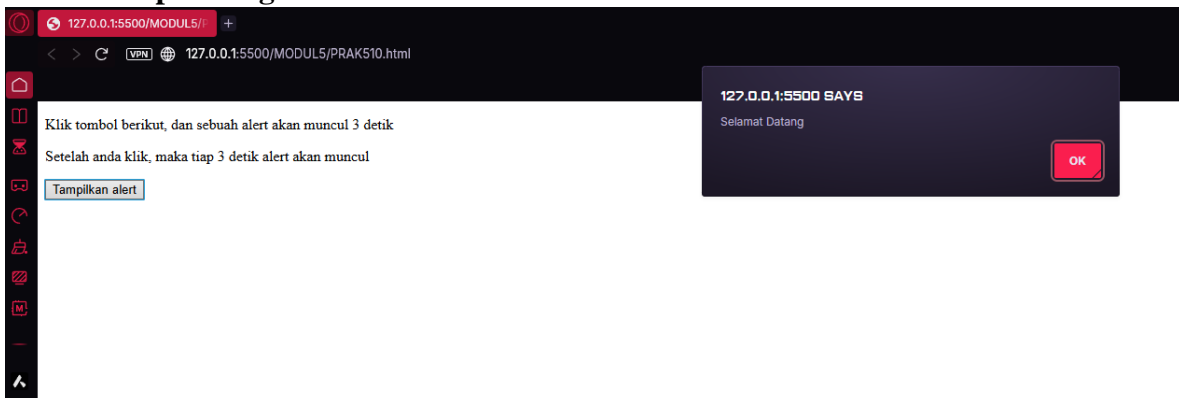 127.0.0.1:5500/MODUL5/P
VPN 127.0.0.1:5500/MODUL5/PRAK510.html
127.0.0.1:5500 SAYS
Selamat Datang
OK
Klik tombol berikut, dan sebuah alert akan muncul 3 detik
Setelah anda klik, maka tiap 3 detik alert akan muncul
Tampilkan alert